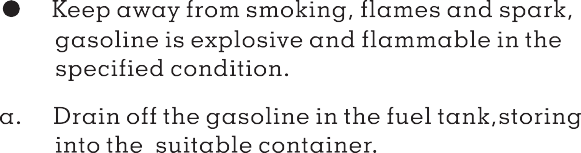 ● Keep away from smoking, flames and spark,
gasoline is explosive and flammable in the
specified condition.
a. Drain off the gasoline in the fuel tank,storing
into the suitable container.